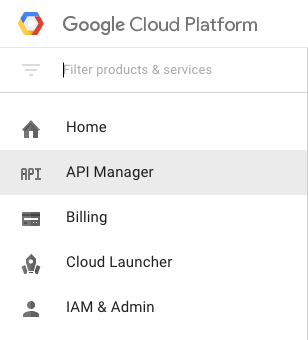 Google Cloud Platform
Filter products & services
Home
API API Manager
Billing
Cloud Launcher
IAM & Admin